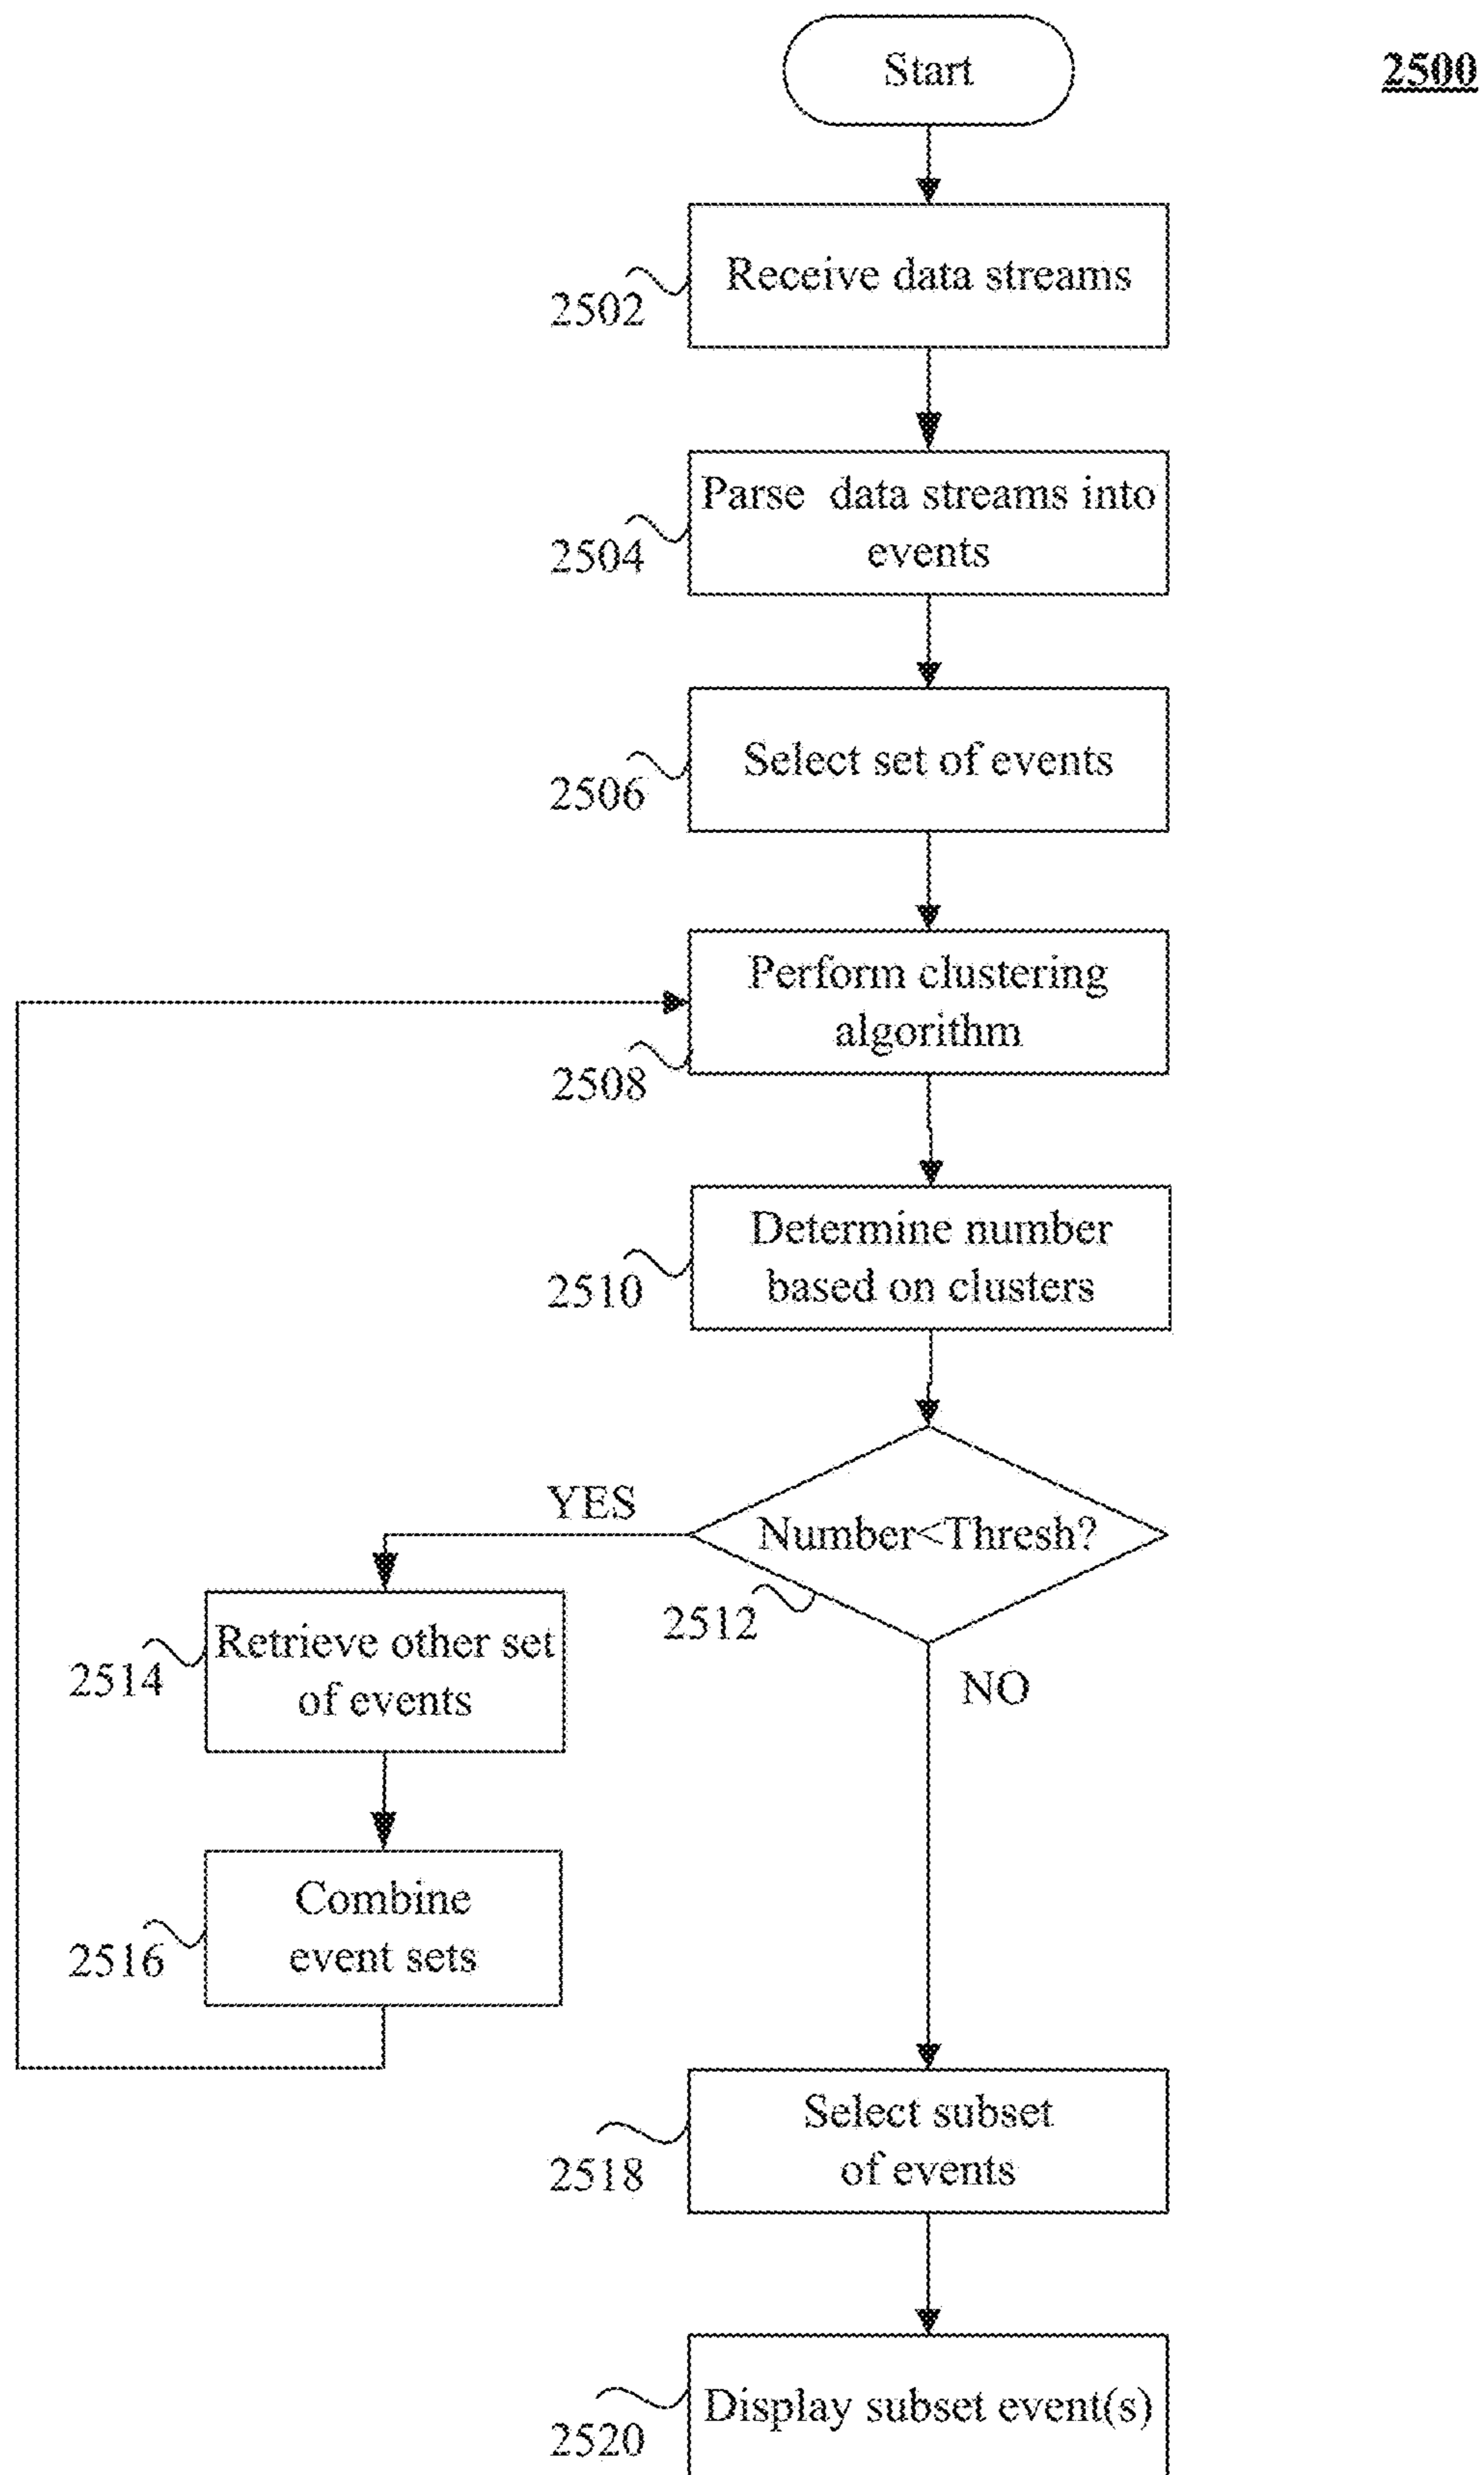 Start
2500
Receive data streams
2502
Parse data streams into
events
2504
Select set of events
2506
Perform clustering
algorithm
2508
Determine number
based on clusters
2510
YES
Number<Thresh?
2512
Retrieve other set
of events
2514
NO
Combine
event sets
2516
Select subset
of events
2518
Display subset event(s)
2520